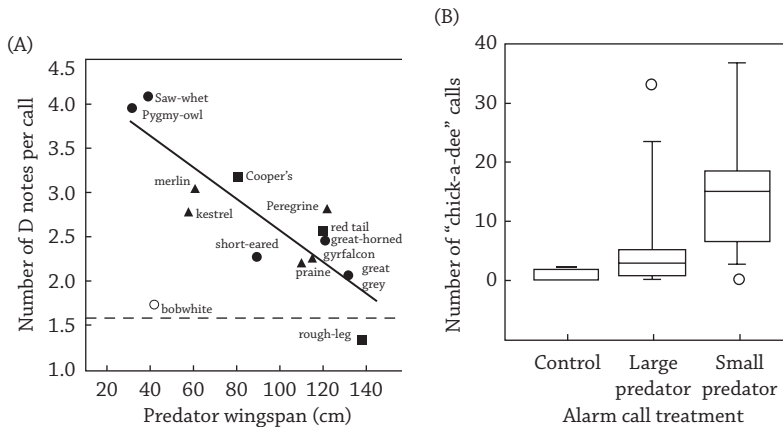 (A)
Number of D notes per call
4.5
4.0
3.5
3.0
2.5
2.0
1.5
1.0
Saw-whet
Pygmy-owl
merlin
kestrel
Cooper's
Peregrine
red tail
great-horned
short-eared
gyrfalcon
praine
great
grey
bobwhite
rough-leg
20
40
60
80
100
120
140
Predator wingspan (cm)
(B)
Number of “chick-a-dee” calls
40
30
20
10
0
Control
Large
predator
Small
predator
Alarm call treatment